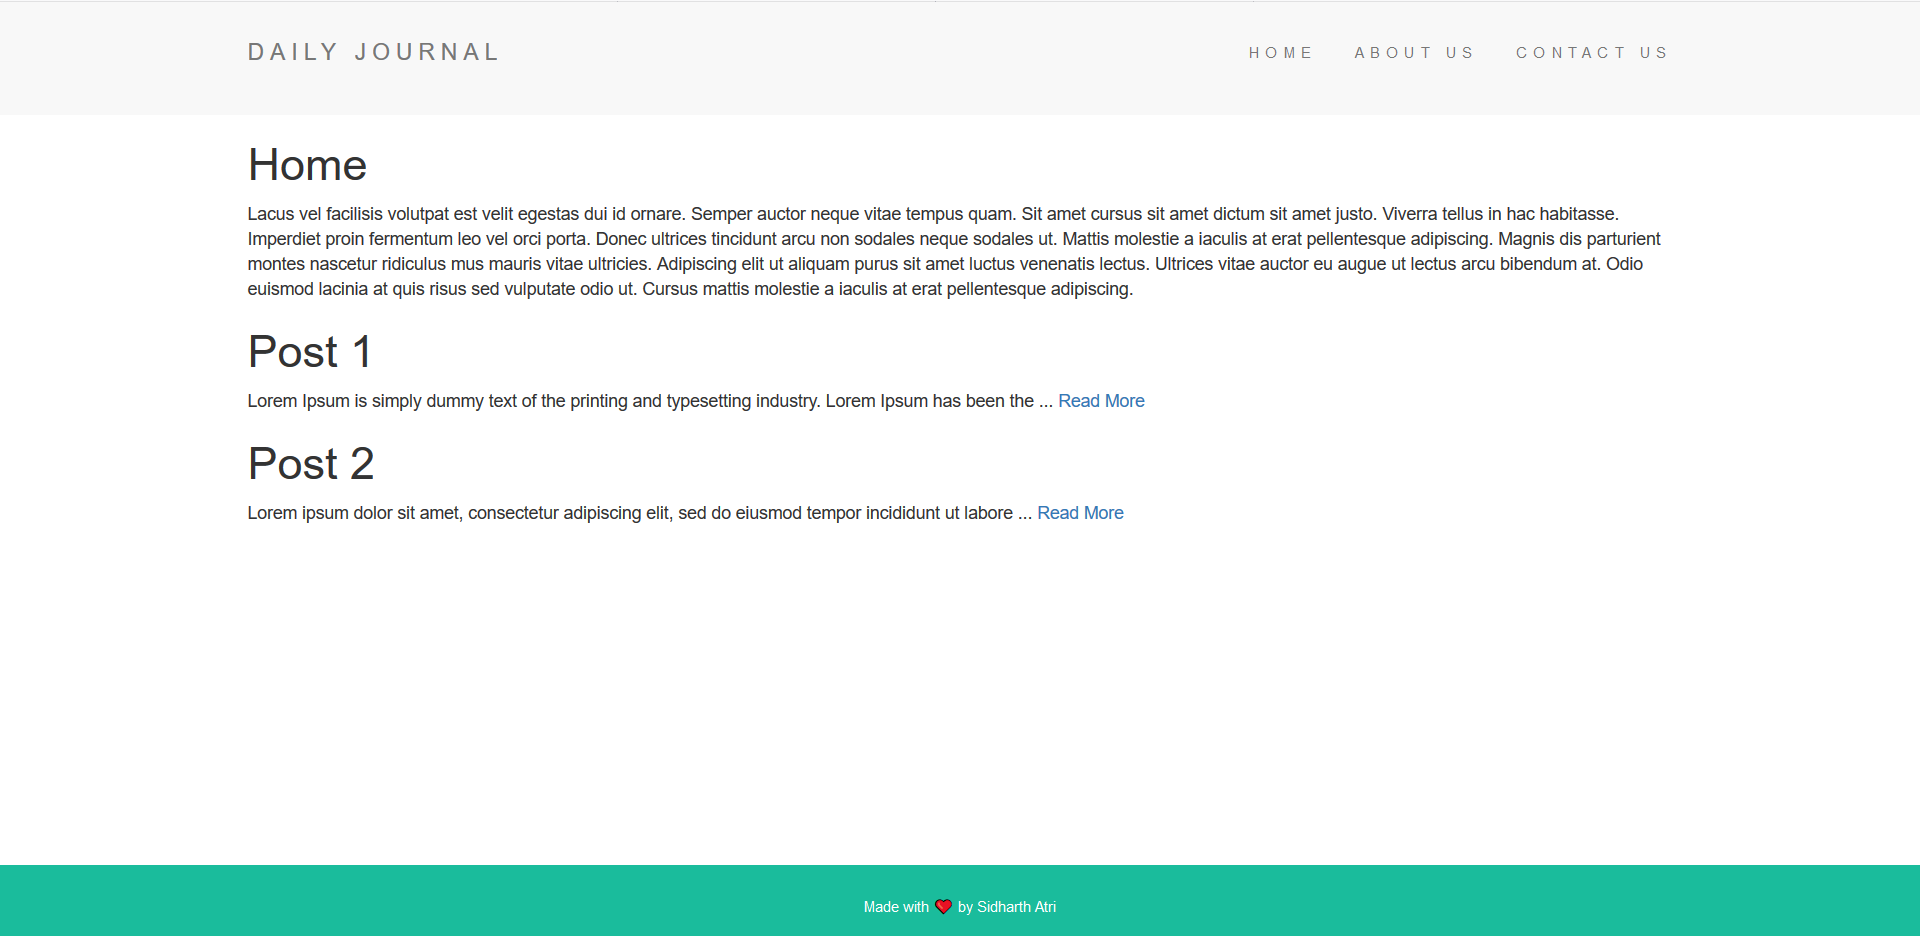 DAILY JOURNAL
HOME ABOUT US CONTACT US
Home
Lacus vel facilisis volutpat est velit egestas dui id ornare. Semper auctor neque vitae tempus quam. Sit amet cursus sit amet dictum sit amet justo. Viverra tellus in hac habitasse.
Imperdiet proin fermentum leo vel orci porta. Donec ultrices tincidunt arcu non sodales neque sodales ut. Mattis molestie a iaculis at erat pellentesque adipiscing. Magnis dis parturient
montes nascetur ridiculus mus mauris vitae ultricies. Adipiscing elit ut aliquam purus sit amet luctus venenatis lectus. Ultrices vitae auctor eu augue ut lectus arcu bibendum at. Odio
euismod lacinia at quis risus sed vulputate odio ut. Cursus mattis molestie a iaculis at erat pellentesque adipiscing.
Post 1
Lorem Ipsum is simply dummy text of the printing and typesetting industry. Lorem Ipsum has been the ... Read More
Post 2
Lorem ipsum dolor sit amet, consectetur adipiscing elit, sed do eiusmod tempor incididunt ut labore ... Read More
Made with ❤ by Sidharth Atri